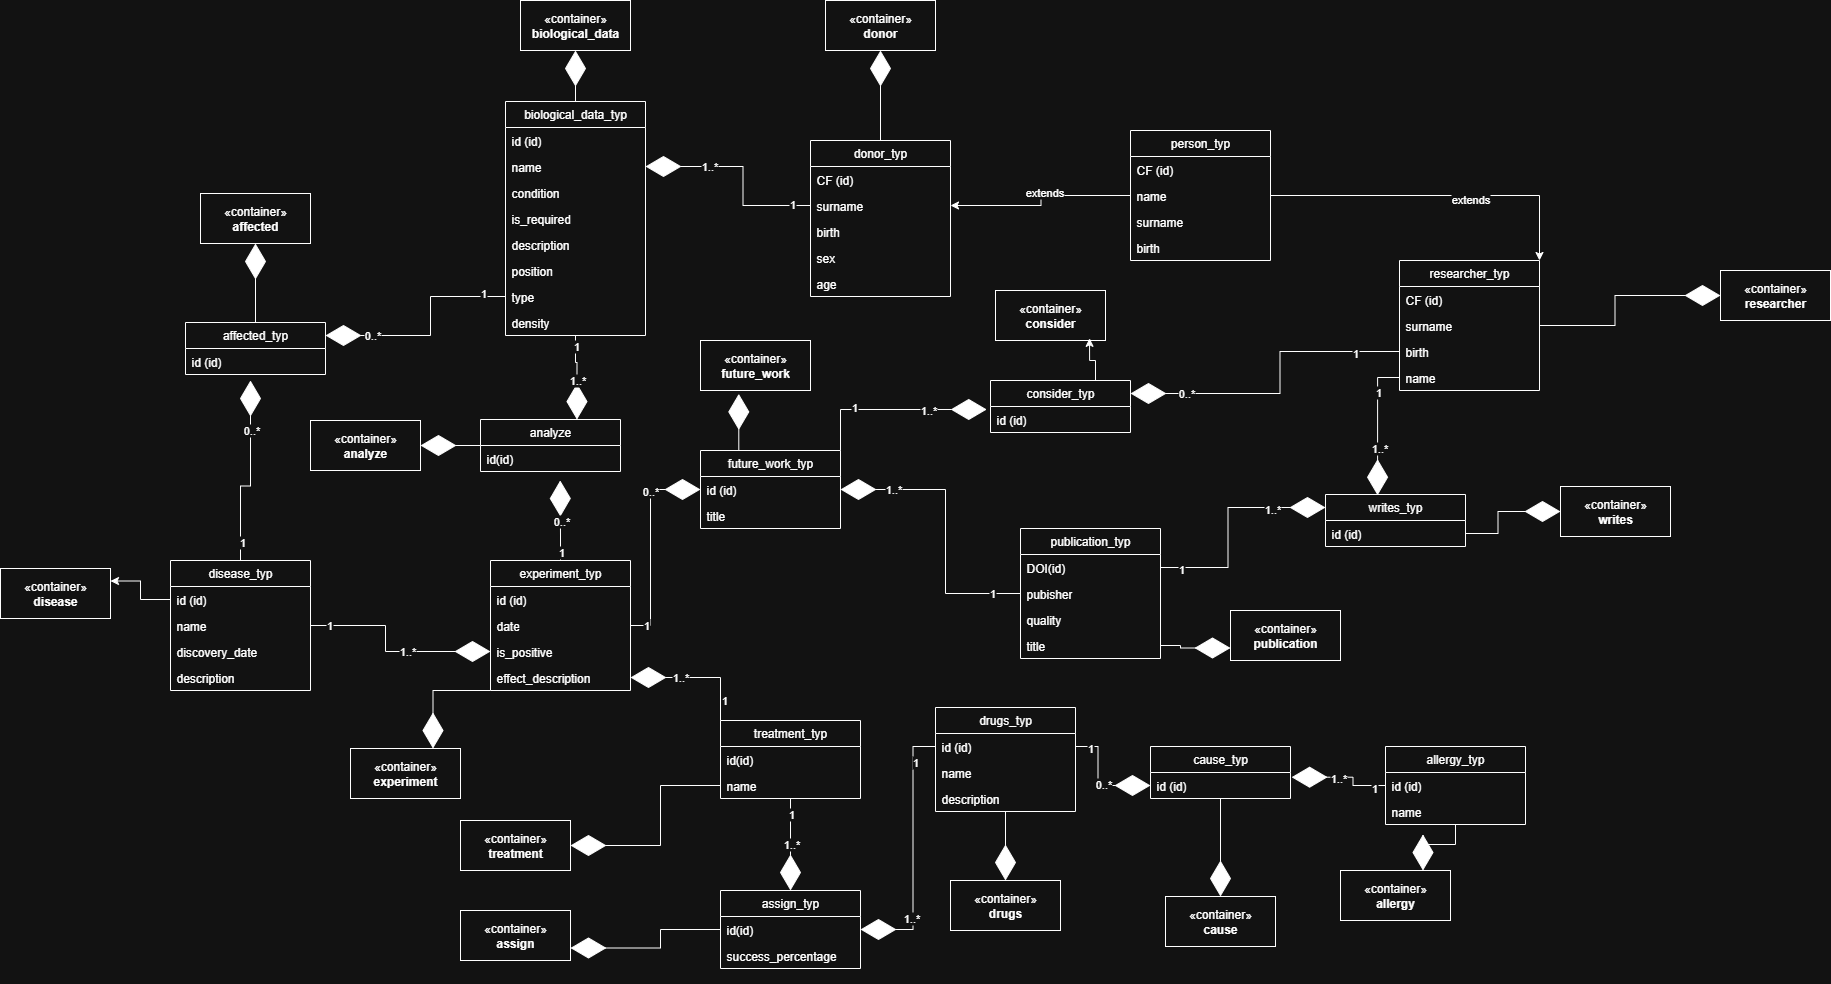 «container»
biological_data
«container»
donor
biological_data_typ
id (id)
name
condition
is_required
description
position
type
density
1..*
1
donor_typ
CF (id)
surname
birth
sex
age
extends
person_typ
CF (id)
name
surname
birth
extends
«container»
affected
affected_typ
id (id)
0..*
1
researcher_typ
CF (id)
surname
birth
name
«container»
researcher
«container»
consider
consider_typ
id (id)
0..*
1
1
1..*
1
1..*
«container»
future_work
future_work_typ
id (id)
title
1
1..*
analyze
id(id)
«container»
analyze
0..*
1
0..*
1
0..*
1
1..*
1
writes_typ
id (id)
«container»
writes
1..*
1
publication_typ
DOI(id)
pubisher
quality
title
«container»
publication
«container»
disease
disease_typ
id (id)
name
discovery_date
description
1
1..*
experiment_typ
id (id)
date
is_positive
effect_description
1..*
1
«container»
experiment
treatment_typ
id(id)
name
«container»
treatment
1
1..*
assign_typ
id(id)
success_percentage
«container»
assign
1..*
1
drugs_typ
id (id)
name
description
«container»
drugs
1
0..*
cause_typ
id (id)
«container»
cause
1..*
1
allergy_typ
id (id)
name
«container»
allergy